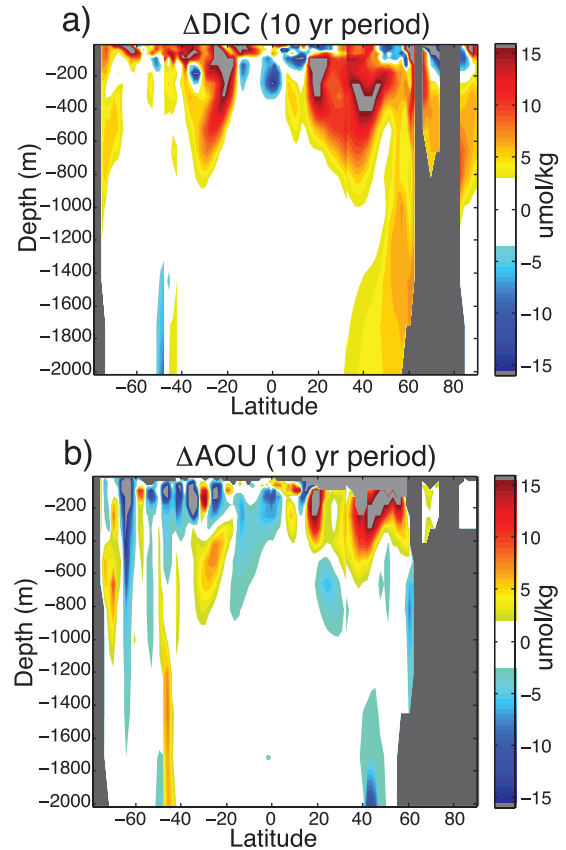 a)
ΔDIC (10 yr period)
Depth (m)
−200
−400
−600
−800
−1000
−1200
−1400
−1600
−1800
−2000
−60 −40 −20 0 20 40 60 80
Latitude
15
10
5
0
−5
−10
−15
umol/kg
b)
ΔAOU (10 yr period)
Depth (m)
−200
−400
−600
−800
−1000
−1200
−1400
−1600
−1800
−2000
−60 −40 −20 0 20 40 60 80
Latitude
15
10
5
0
−5
−10
−15
umol/kg